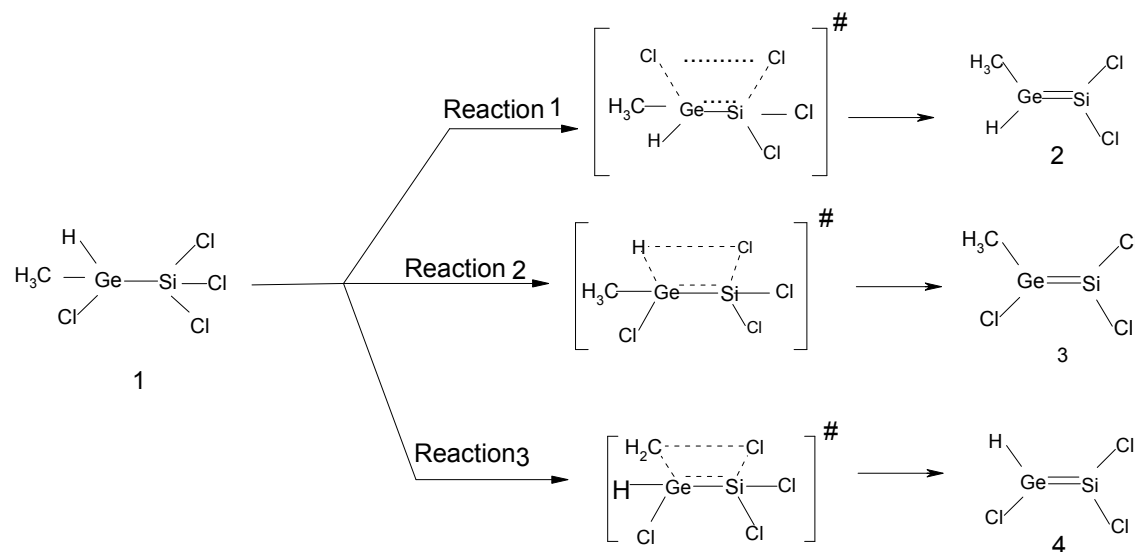 #
Cl Cl
H3C Ge Si Cl
H Cl
Reaction 1
H3C Cl
Ge Si
H Cl
2
H Cl
H3C Ge Si Cl
Cl Cl
1
Reaction 2
#
H Cl
H3C Ge Si Cl
Cl Cl
H3C C
Ge Si
Cl Cl
3
Reaction3
#
H2C Cl
H Ge Si Cl
Cl Cl
H Cl
Ge Si
Cl Cl
4